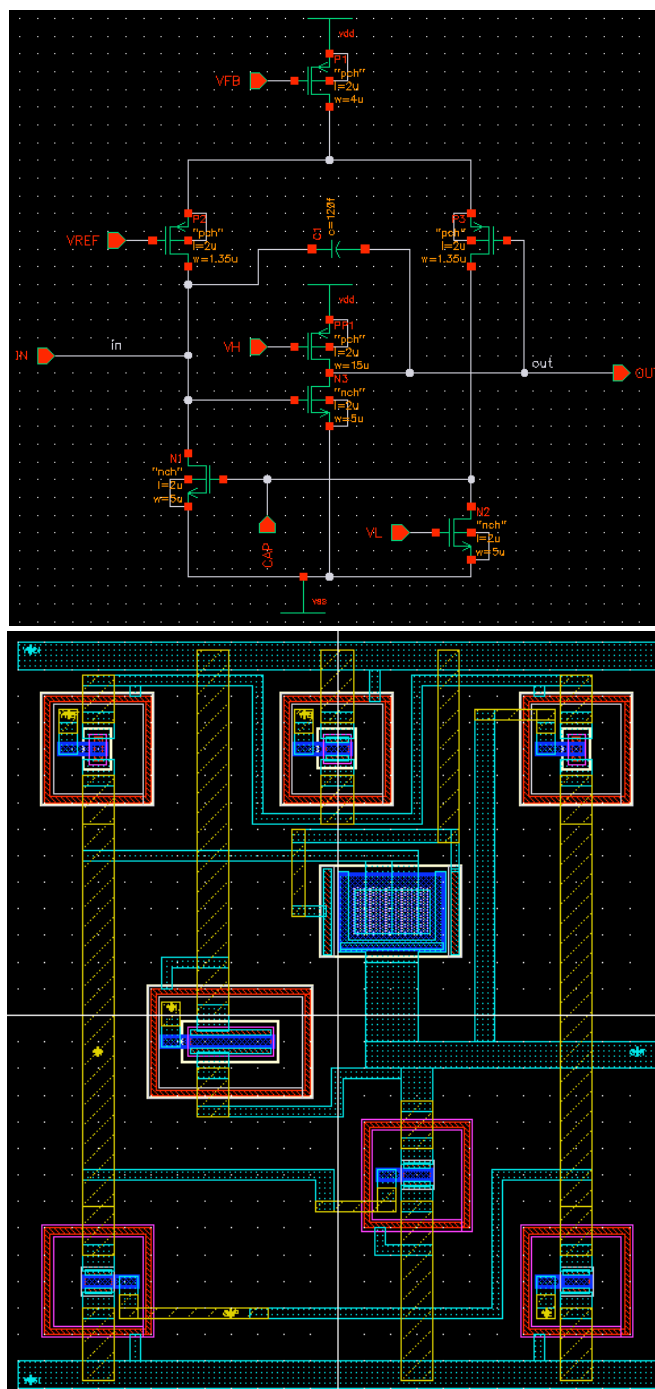 vdd
P1
VFB
"pch"
l=2u
w=4u
P2
VREF
"pch"
l=2u
w=1.35u
C1
c=120f
P3
"pch"
l=2u
w=1.35u
vdd
PP1
VH
"pch"
l=2u
w=15u
IN
in
out
OUT
N3
"nch"
l=2u
w=5u
N1
"nch"
l=2u
w=5u
CAP
VL
N2
"nch"
l=2u
w=5u
vss